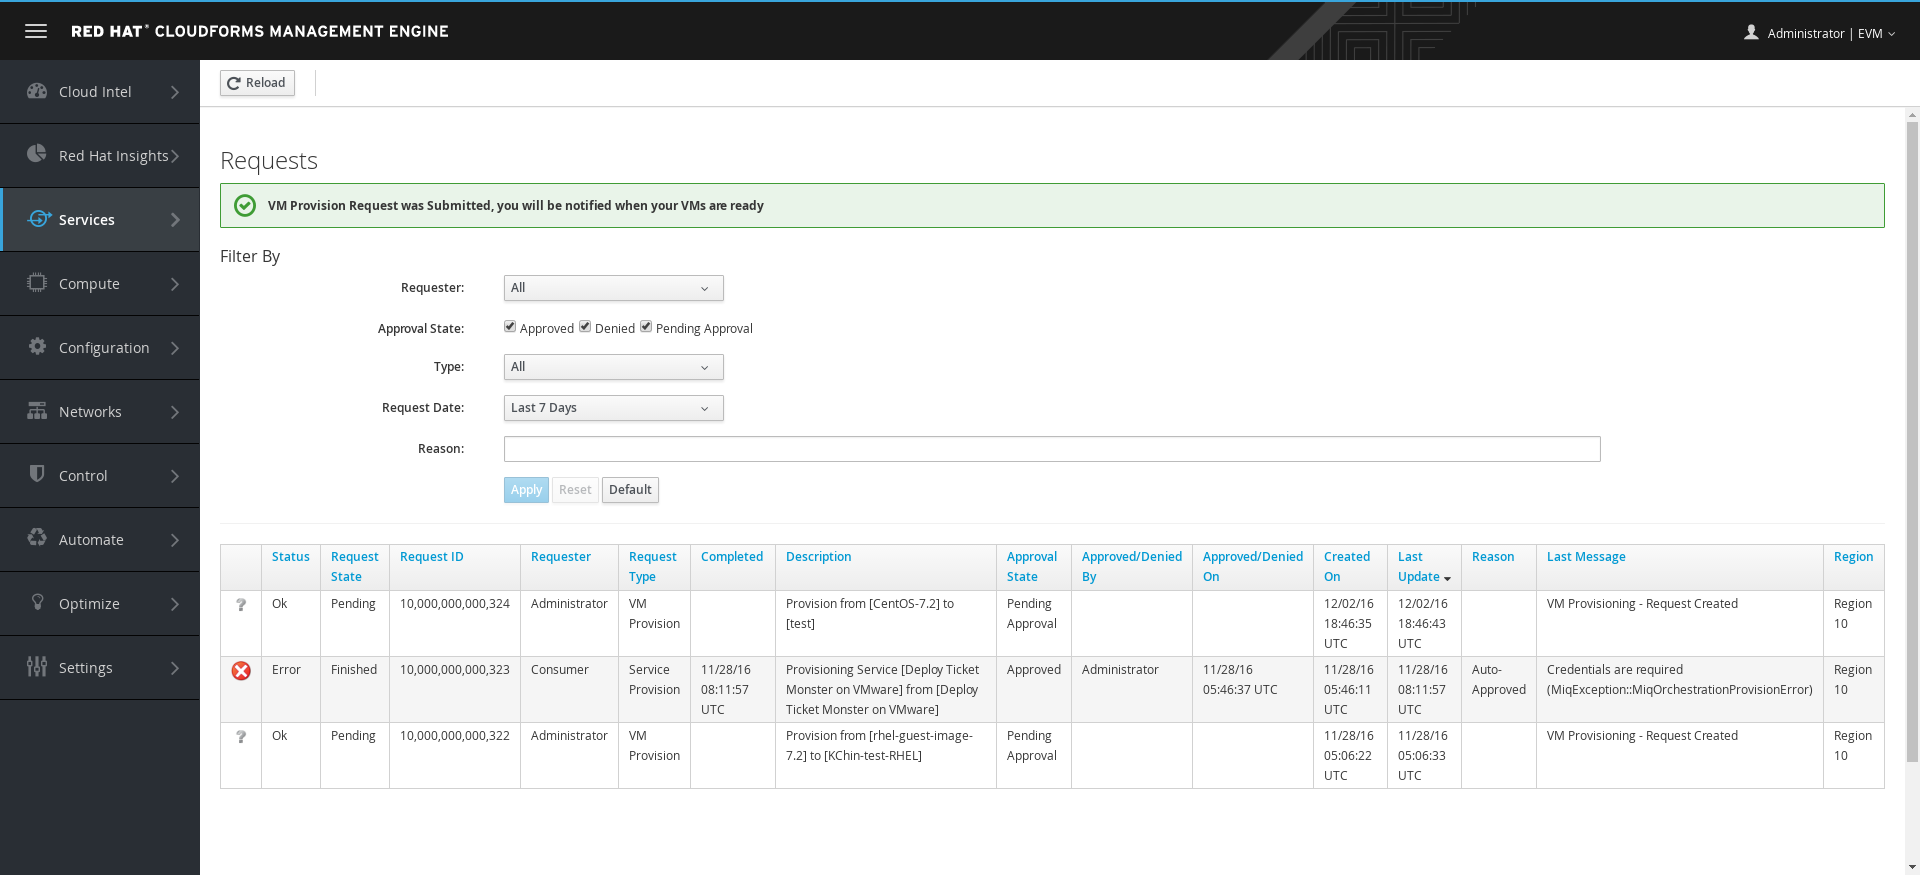 RED HAT® CLOUDFORMS MANAGEMENT ENGINE
Administrator | EVM
Cloud Intel
Red Hat Insights
Services
Compute
Configuration
Networks
Control
Automate
Optimize
Settings
Reload
Requests
VM Provision Request was Submitted, you will be notified when your VMs are ready
Filter By
Requester: All
Approval State: Approved Denied Pending Approval
Type: All
Request Date: Last 7 Days
Reason:
Apply Reset Default
Status Request Request ID Requester Request Completed Description Approval Approved/Denied Approved/Denied Created Last Reason Last Message Region
State Type State By On On Update
Ok Pending 10,000,000,000,324 Administrator VM Provision from [CentOS-7.2] to Pending 12/02/16 12/02/16 VM Provisioning - Request Created Region
Provision [test] Approval 18:46:35 18:46:43 10
UTC UTC
Error Finished 10,000,000,000,323 Consumer Service 11/28/16 Provisioning Service [Deploy Ticket Approved Administrator 11/28/16 11/28/16 11/28/16 Auto- Credentials are required Region
Provision 08:11:57 Monster on VMware] from [Deploy 05:46:37 UTC 05:46:11 08:11:57 Approved (MiqException::MiqOrchestrationProvisionError) 10
UTC Ticket Monster on VMware] UTC UTC
Ok Pending 10,000,000,000,322 Administrator VM Provision from [rhel-guest-image- Pending 11/28/16 11/28/16 VM Provisioning - Request Created Region
Provision 7.2] to [KChin-test-RHEL] Approval 05:06:22 05:06:33 10
UTC UTC